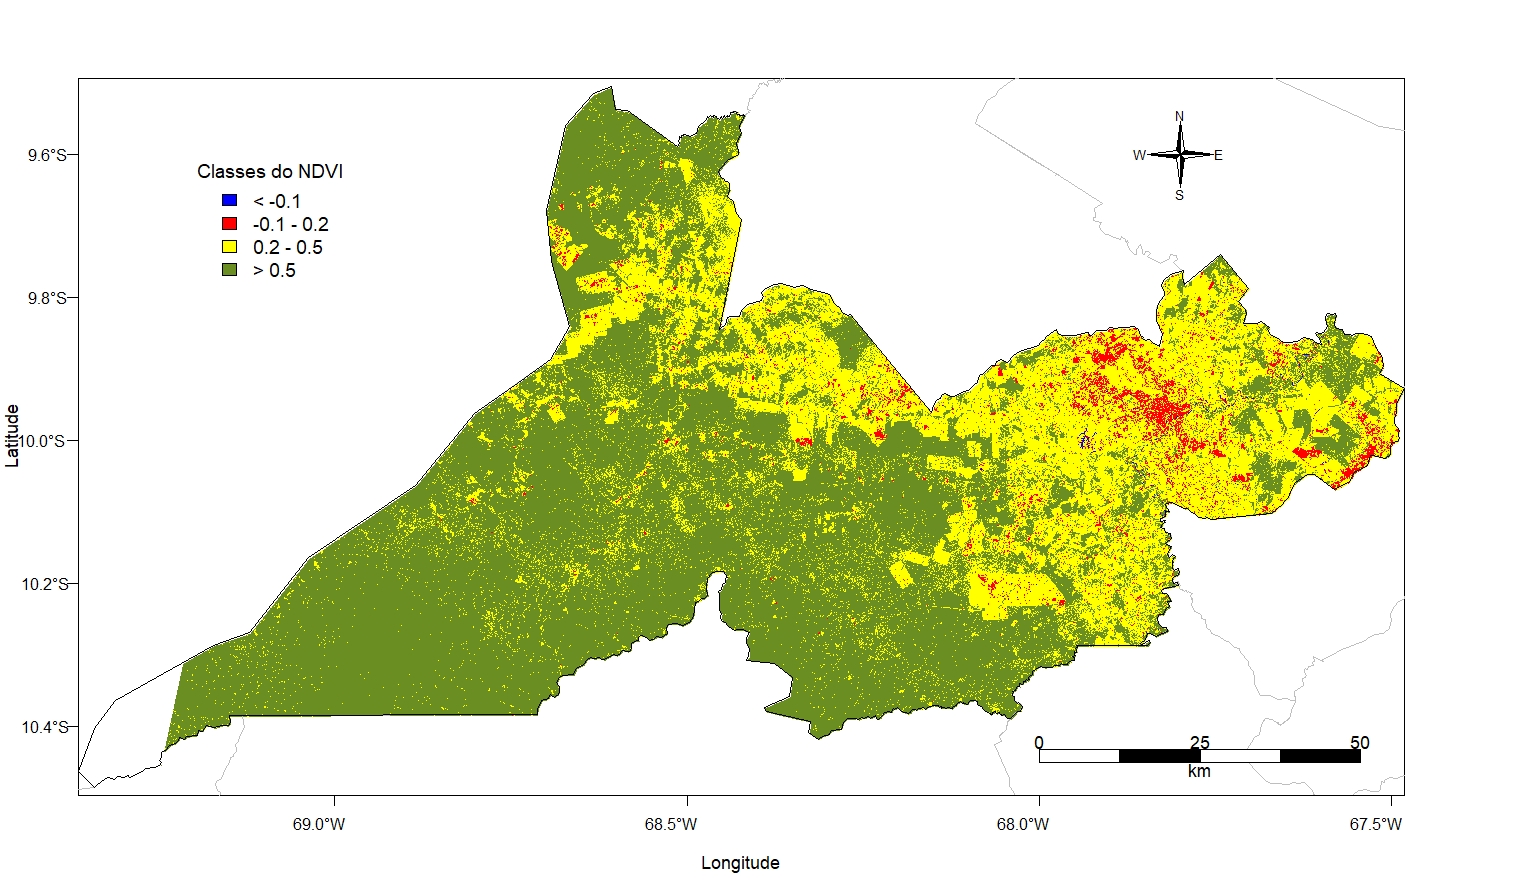 N
W E
S
Classes do NDVI
< -0.1
-0.1 - 0.2
0.2 - 0.5
> 0.5
9.6°S
9.8°S
10.0°S
10.2°S
10.4°S
Latitude
0 25 50
km
69.0°W 68.5°W 68.0°W 67.5°W
Longitude